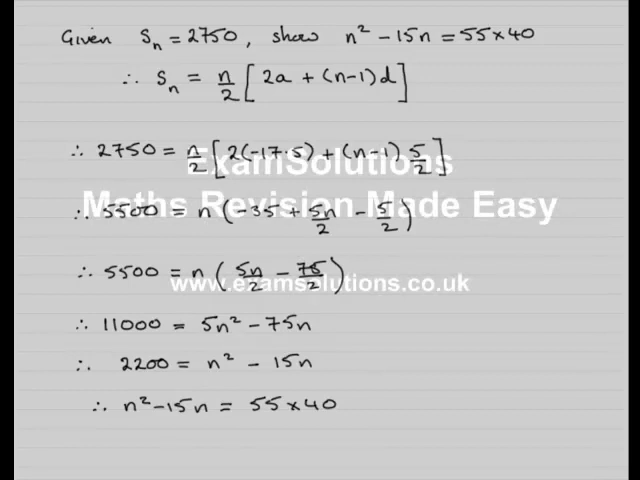 Given Sₙ = 2750, show n² − 15n = 55 × 40
∴ Sₙ = n/2 [2a + (n−1)d]
∴ 2750 = n/2 [2(−17·5) + (n−1) 5/2]
ExamSolutions
Maths Revision Made Easy
∴ 5500 = n (−35 + 5n/2 − 5/2)
∴ 5500 = n (5n/2 − 75/2)
www.examsolutions.co.uk
∴ 11000 = 5n² − 75n
∴ 2200 = n² − 15n
∴ n² − 15n = 55 × 40